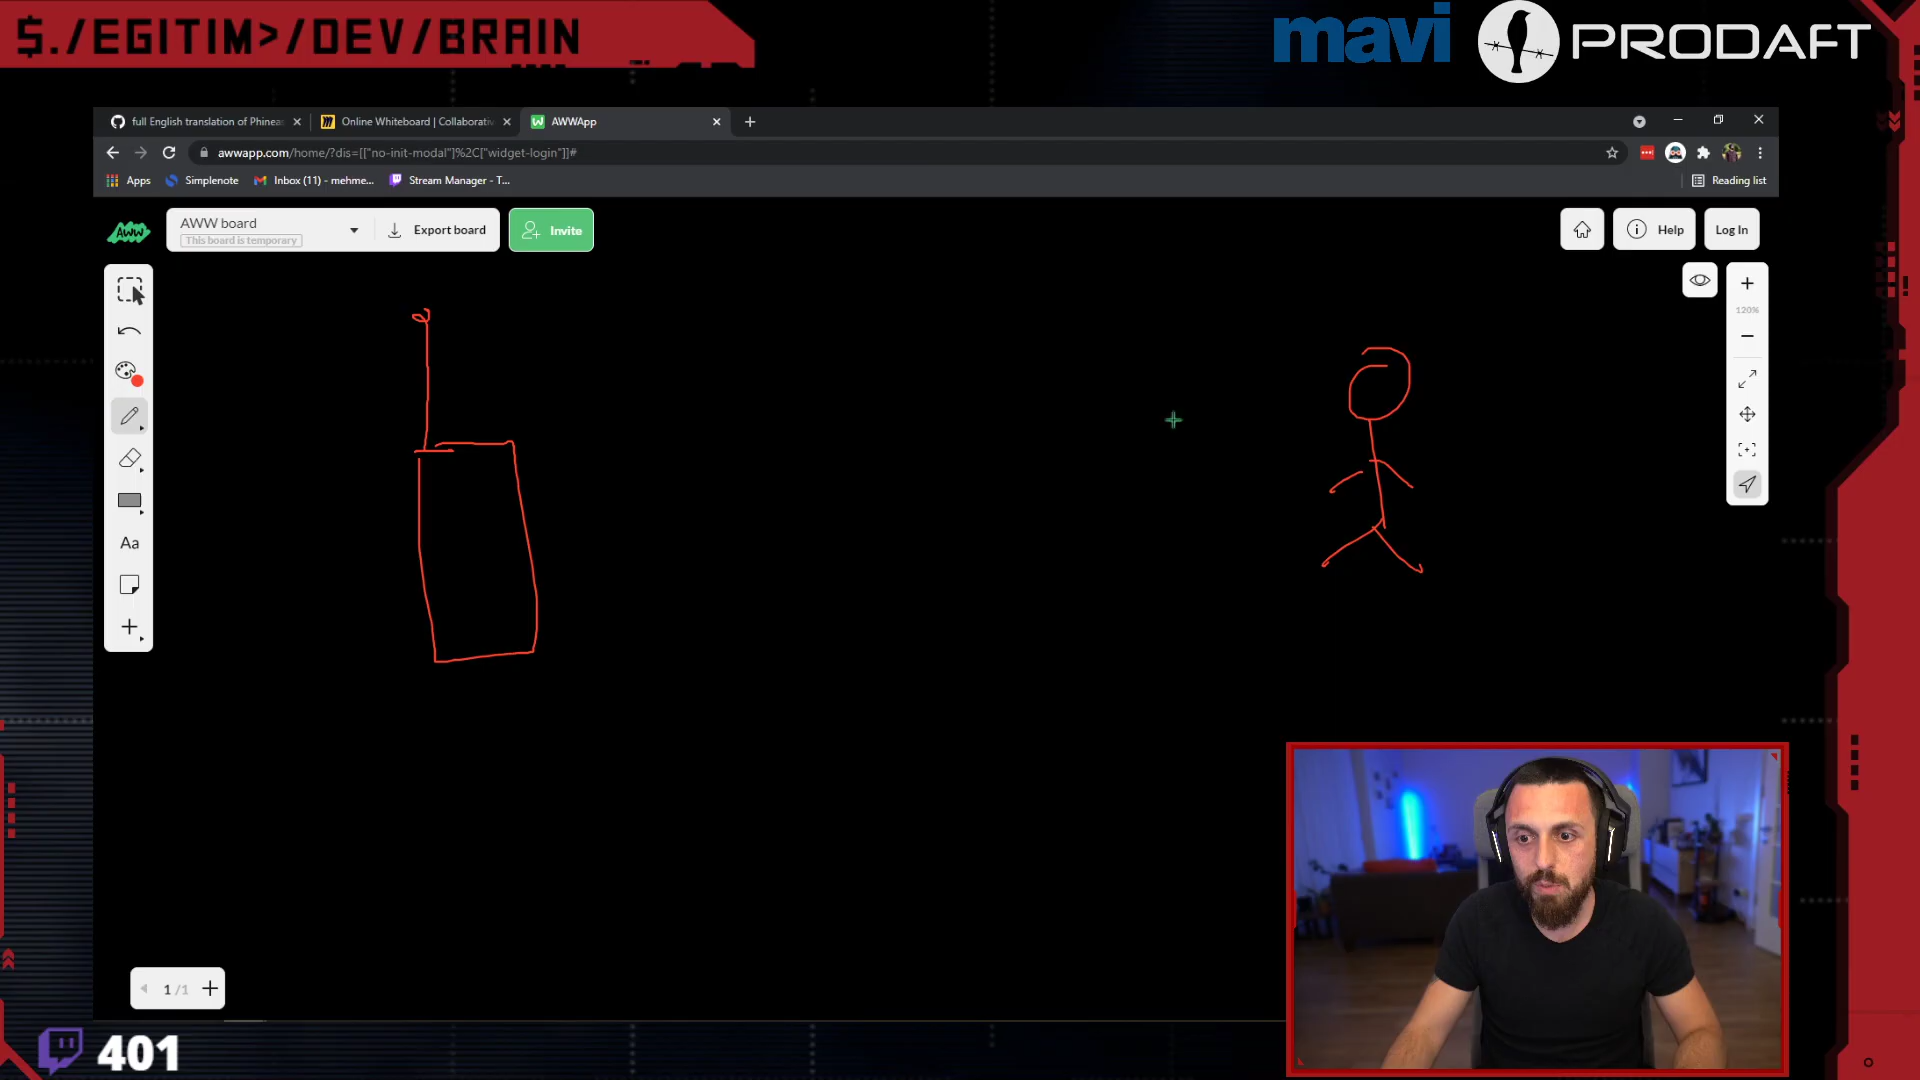 $./EGITIM>/DEV/BRAIN
mavi
PRODAFT
full English translation of Phinea
Online Whiteboard | Collaborativ
AWWApp
awwapp.com/home/?dis=[["no-init-modal"]%2C["widget-login"]]#
Apps
Simplenote
Inbox (11) - mehme...
Stream Manager - T...
Reading list
AWW
AWW board
This board is temporary
Export board
Invite
Help
Log In
120%
Aa
1 /1
401